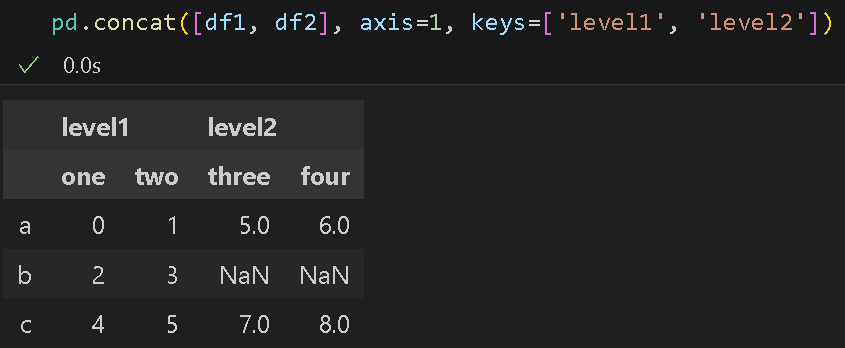 pd.concat([df1, df2], axis=1, keys=['level1', 'level2'])
0.0s
level1 level2
one two three four
a 0 1 5.0 6.0
b 2 3 NaN NaN
c 4 5 7.0 8.0